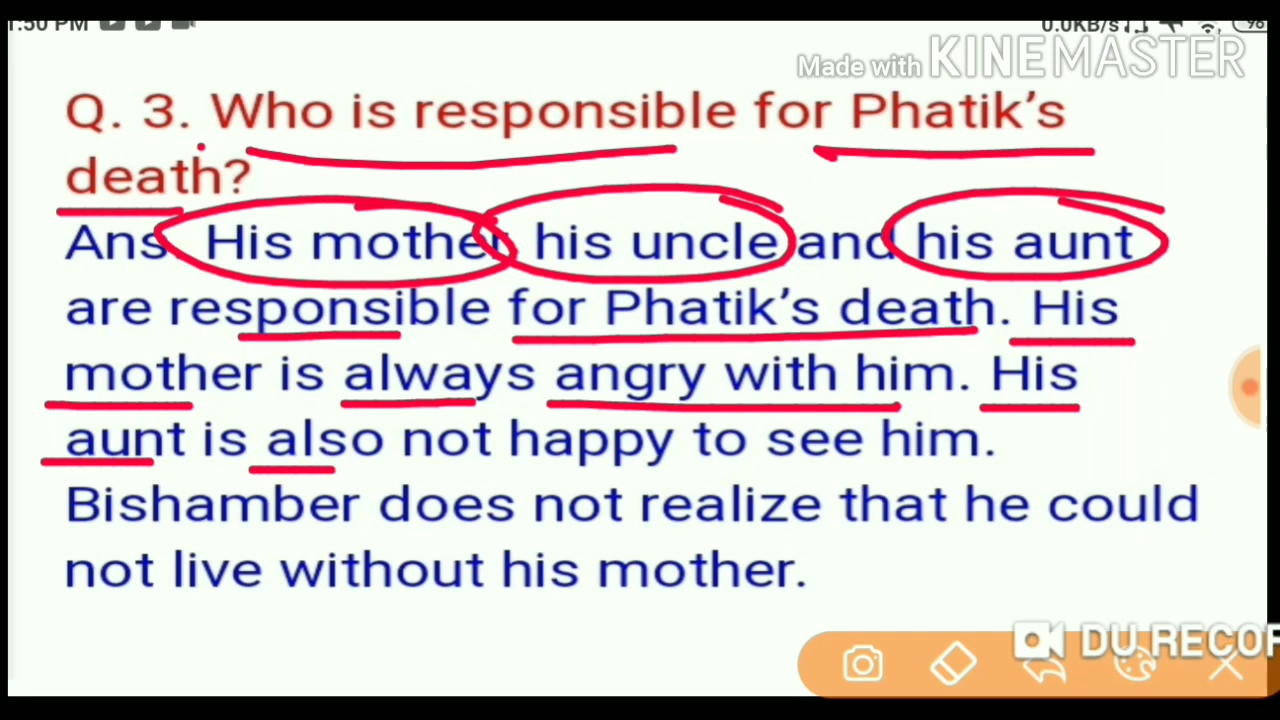 1:50 PM 0.0KB/s 96
Made with KINEMASTER
Q. 3. Who is responsible for Phatik's
death?
Ans. His mother his uncle and his aunt
are responsible for Phatik's death. His
mother is always angry with him. His
aunt is also not happy to see him.
Bishamber does not realize that he could
not live without his mother.
DU RECOR